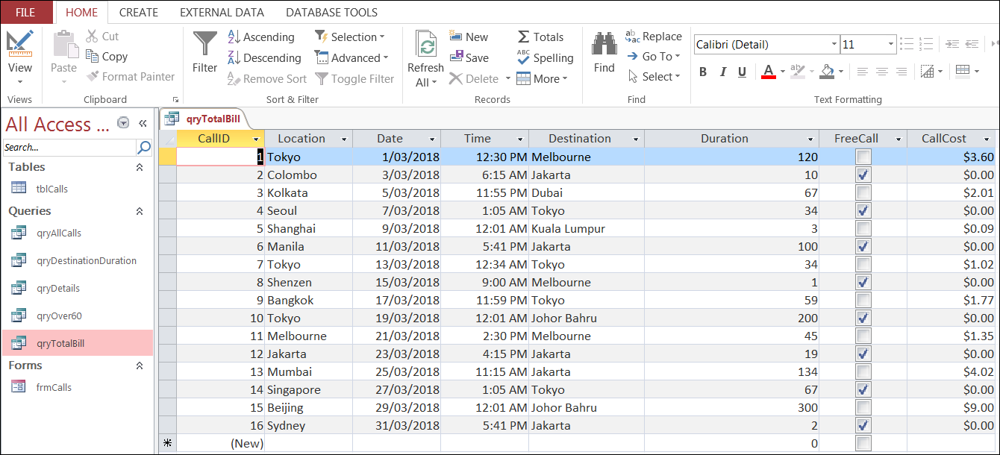 FILE HOME CREATE EXTERNAL DATA DATABASE TOOLS
View
Views
Paste
Cut
Copy
Format Painter
Clipboard
Filter
Ascending
Descending
Remove Sort
Selection
Advanced
Toggle Filter
Sort & Filter
Refresh
All
New
Save
Delete
Totals
Spelling
More
Records
Find
Replace
Go To
Select
Find
Calibri (Detail) 11
B I U A
Text Formatting
All Access ...
Search...
Tables
tblCalls
Queries
qryAllCalls
qryDestinationDuration
qryDetails
qryOver60
qryTotalBill
Forms
frmCalls
qryTotalBill
CallID Location Date Time Destination Duration FreeCall CallCost
1 Tokyo 1/03/2018 12:30 PM Melbourne 120 $3.60
2 Colombo 3/03/2018 6:15 AM Jakarta 10 $0.00
3 Kolkata 5/03/2018 11:55 PM Dubai 67 $2.01
4 Seoul 7/03/2018 1:05 AM Tokyo 34 $0.00
5 Shanghai 9/03/2018 12:01 AM Kuala Lumpur 3 $0.09
6 Manila 11/03/2018 5:41 PM Jakarta 100 $0.00
7 Tokyo 13/03/2018 12:34 AM Tokyo 34 $1.02
8 Shenzen 15/03/2018 9:00 AM Melbourne 1 $0.00
9 Bangkok 17/03/2018 11:59 PM Tokyo 59 $1.77
10 Tokyo 19/03/2018 12:01 AM Johor Bahru 200 $0.00
11 Melbourne 21/03/2018 2:30 PM Melbourne 45 $1.35
12 Jakarta 23/03/2018 4:15 PM Jakarta 19 $0.00
13 Mumbai 25/03/2018 11:15 AM Jakarta 134 $4.02
14 Singapore 27/03/2018 1:05 AM Tokyo 67 $0.00
15 Beijing 29/03/2018 12:01 AM Johor Bahru 300 $9.00
16 Sydney 31/03/2018 5:41 PM Jakarta 2 $0.00
(New) 0